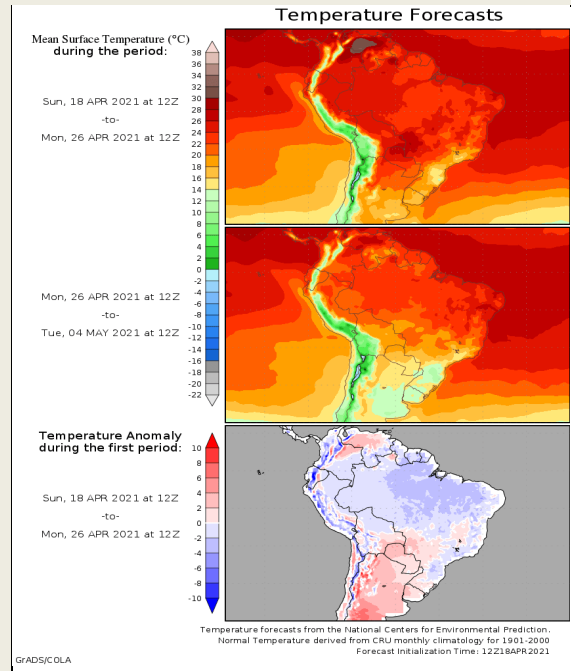 Temperature Forecasts
Mean Surface Temperature (°C)
during the period:
Sun, 18 APR 2021 at 12Z
-to-
Mon, 26 APR 2021 at 12Z
38
36
34
32
30
28
26
24
22
20
18
16
14
12
10
8
6
4
2
0
-2
-4
-6
-8
-10
-12
-14
-16
-18
-20
-22
Mon, 26 APR 2021 at 12Z
-to-
Tue, 04 MAY 2021 at 12Z
Temperature Anomaly
during the first period:
Sun, 18 APR 2021 at 12Z
-to-
Mon, 26 APR 2021 at 12Z
10
8
6
4
2
0
-2
-4
-6
-8
-10
Temperature forecasts from the National Centers for Environmental Prediction.
Normal Temperature derived from CRU monthly climatology for 1901-2000
Forecast Initialization Time: 12Z18APR2021
GrADS/COLA